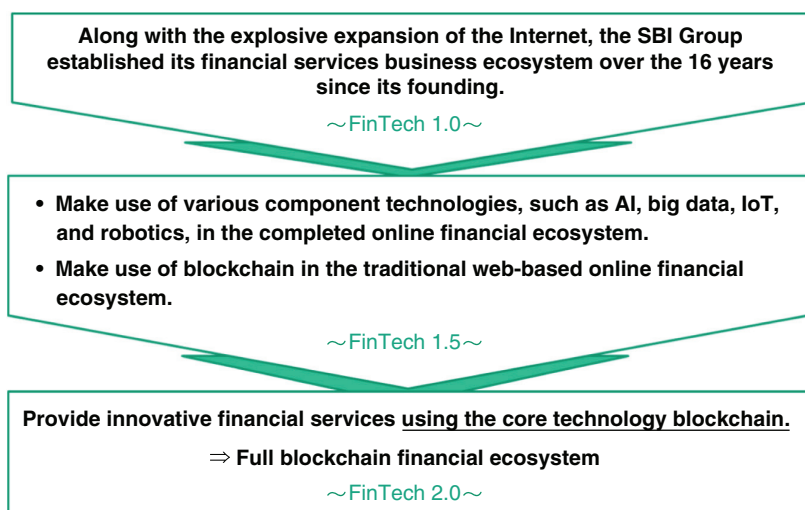 Along with the explosive expansion of the Internet, the SBI Group
established its financial services business ecosystem over the 16 years
since its founding.
～FinTech 1.0～
• Make use of various component technologies, such as AI, big data, IoT,
and robotics, in the completed online financial ecosystem.
• Make use of blockchain in the traditional web-based online financial
ecosystem.
～FinTech 1.5～
Provide innovative financial services using the core technology blockchain.
⇒ Full blockchain financial ecosystem
～FinTech 2.0～